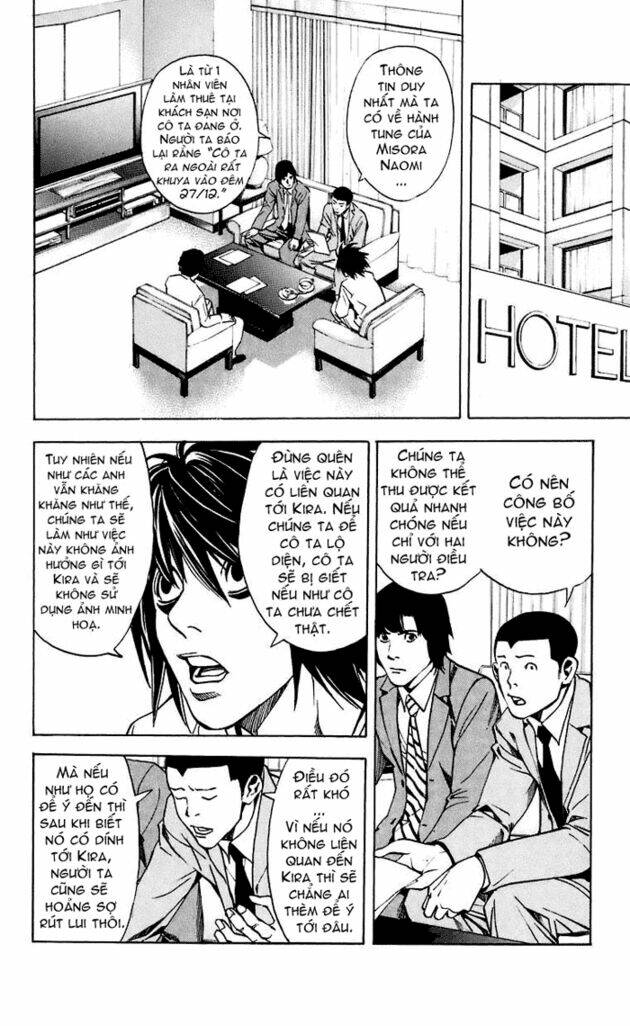 HOTEL
THÔNG
TIN DUY
NHẤT MÀ TA
CÓ VỀ HÀNH
TUNG CỦA
MISORA
NAOMI
...
LÀ TỪ 1
NHÂN VIÊN
LÀM THUÊ TẠI
KHÁCH SẠN NƠI
CÔ TA ĐANG Ở.
NGƯỜI TA BÁO
LẠI RẰNG "CÔ TA
RA NGOÀI RẤT
KHUYA VÀO ĐÊM
27/12."
CÓ NÊN
CÔNG BỐ
VIỆC NÀY
KHÔNG?
CHÚNG TA
KHÔNG THỂ
THU ĐƯỢC KẾT
QUẢ NHANH
CHÓNG NẾU
CHỈ VỚI HAI
NGƯỜI ĐIỀU
TRA?
ĐỪNG QUÊN
LÀ VIỆC NÀY
CÓ LIÊN QUAN
TỚI KIRA. NẾU
CHÚNG TA ĐỂ
CÔ TA LỘ
DIỆN, CÔ TA
SẼ BỊ GIẾT
NẾU NHƯ CÔ
TA CHƯA CHẾT
THẬT.
TUY NHIÊN NẾU
NHƯ CÁC ANH
VẪN KHĂNG
KHĂNG NHƯ THẾ,
CHÚNG TA SẼ
LÀM NHƯ VIỆC
NÀY KHÔNG ẢNH
HƯỞNG GÌ TỚI
KIRA VÀ SẼ
KHÔNG SỬ
DỤNG ẢNH MINH
HOẠ.
ĐIỀU ĐÓ
RẤT KHÓ
...
VÌ NẾU NÓ
KHÔNG LIÊN
QUAN ĐẾN
KIRA THÌ SẼ
CHẲNG AI
THÈM ĐỂ Ý
TỚI ĐÂU.
MÀ NẾU
NHƯ HỌ CÓ
ĐỂ Ý ĐẾN THÌ
SAU KHI BIẾT
NÓ CÓ DÍNH
TỚI KIRA,
NGƯỜI TA
CŨNG SẼ
HOẢNG SỢ
RÚT LUI THÔI.